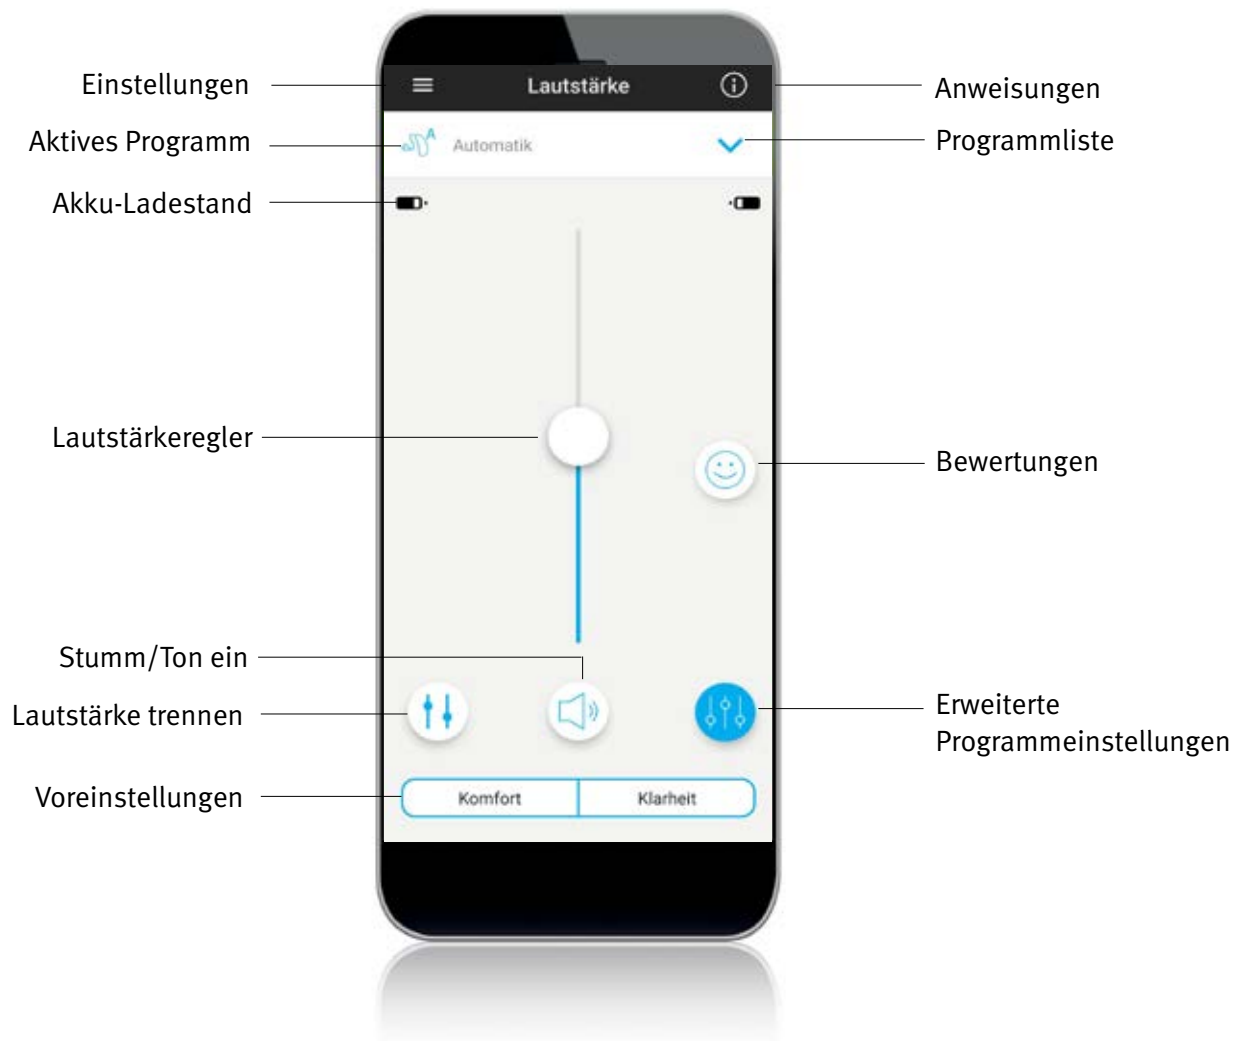 Einstellungen
Lautstärke
Anweisungen
Aktives Programm
A
Automatik
Programmliste
Akku-Ladestand
Lautstärkeregler
Bewertungen
Stumm/Ton ein
Lautstärke trennen
Erweiterte
Programmeinstellungen
Voreinstellungen
Komfort
Klarheit